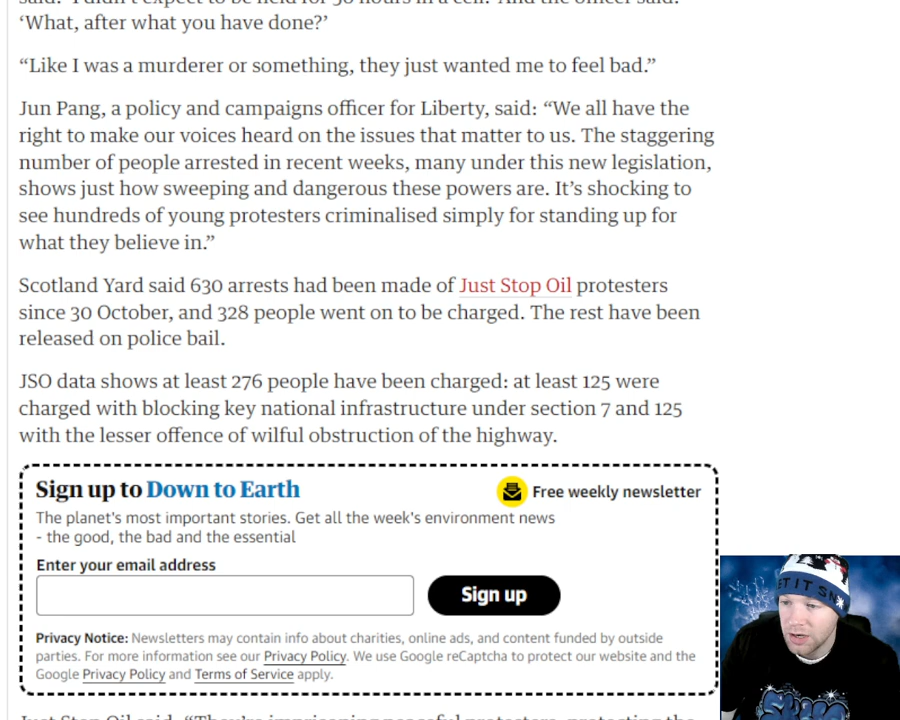 said: ‘I didn’t expect to be held for 30 hours in a cell.’ And the officer said:
‘What, after what you have done?’
“Like I was a murderer or something, they just wanted me to feel bad.”
Jun Pang, a policy and campaigns officer for Liberty, said: “We all have the
right to make our voices heard on the issues that matter to us. The staggering
number of people arrested in recent weeks, many under this new legislation,
shows just how sweeping and dangerous these powers are. It’s shocking to
see hundreds of young protesters criminalised simply for standing up for
what they believe in.”
Scotland Yard said 630 arrests had been made of Just Stop Oil protesters
since 30 October, and 328 people went on to be charged. The rest have been
released on police bail.
JSO data shows at least 276 people have been charged: at least 125 were
charged with blocking key national infrastructure under section 7 and 125
with the lesser offence of wilful obstruction of the highway.
Sign up to Down to Earth
Free weekly newsletter
The planet's most important stories. Get all the week's environment news
- the good, the bad and the essential
Enter your email address
Sign up
Privacy Notice: Newsletters may contain info about charities, online ads, and content funded by outside
parties. For more information see our Privacy Policy. We use Google reCaptcha to protect our website and the
Google Privacy Policy and Terms of Service apply.
ET IT SN
Just Stop Oil said: “They’re imprisoning peaceful protesters, protecting the